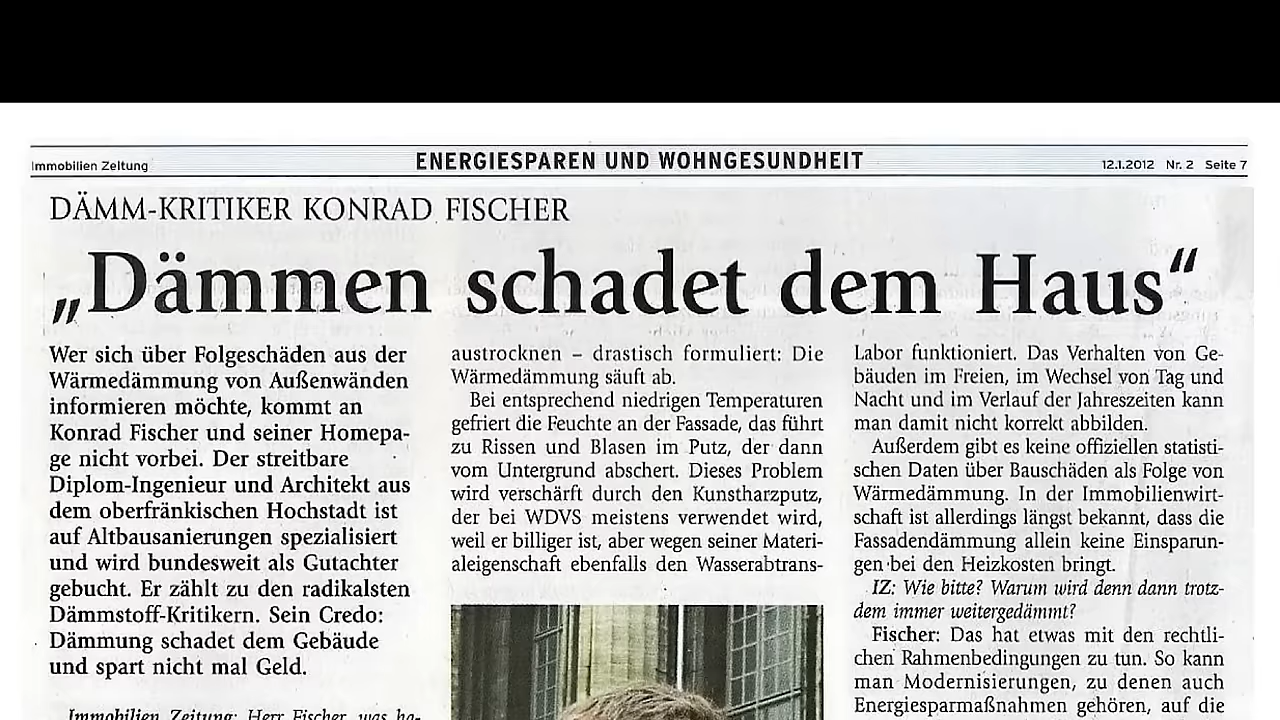 Immobilien Zeitung
ENERGIESPAREN UND WOHNGESUNDHEIT
12.1.2012 Nr. 2 Seite 7
DÄMM-KRITIKER KONRAD FISCHER
„Dämmen schadet dem Haus“
Wer sich über Folgeschäden aus der
Wärmedämmung von Außenwänden
informieren möchte, kommt an
Konrad Fischer und seiner Homepa-
ge nicht vorbei. Der streitbare
Diplom-Ingenieur und Architekt aus
dem oberfränkischen Hochstadt ist
auf Altbausanierungen spezialisiert
und wird bundesweit als Gutachter
gebucht. Er zählt zu den radikalsten
Dämmstoff-Kritikern. Sein Credo:
Dämmung schadet dem Gebäude
und spart nicht mal Geld.
Immobilien Zeitung: Herr Fischer, was ha-
austrocknen – drastisch formuliert: Die
Wärmedämmung säuft ab.
Bei entsprechend niedrigen Temperaturen
gefriert die Feuchte an der Fassade, das führt
zu Rissen und Blasen im Putz, der dann
vom Untergrund abschert. Dieses Problem
wird verschärft durch den Kunstharzputz,
der bei WDVS meistens verwendet wird,
weil er billiger ist, aber wegen seiner Materi-
aleigenschaft ebenfalls den Wasserabtrans-
Labor funktioniert. Das Verhalten von Ge-
bäuden im Freien, im Wechsel von Tag und
Nacht und im Verlauf der Jahreszeiten kann
man damit nicht korrekt abbilden.
Außerdem gibt es keine offiziellen statisti-
schen Daten über Bauschäden als Folge von
Wärmedämmung. In der Immobilienwirt-
schaft ist allerdings längst bekannt, dass die
Fassadendämmung allein keine Einsparun-
gen bei den Heizkosten bringt.
IZ: Wie bitte? Warum wird denn dann trotz-
dem immer weitergedämmt?
Fischer: Das hat etwas mit den rechtli-
chen Rahmenbedingungen zu tun. So kann
man Modernisierungen, zu denen auch
Energiesparmaßnahmen gehören, auf die